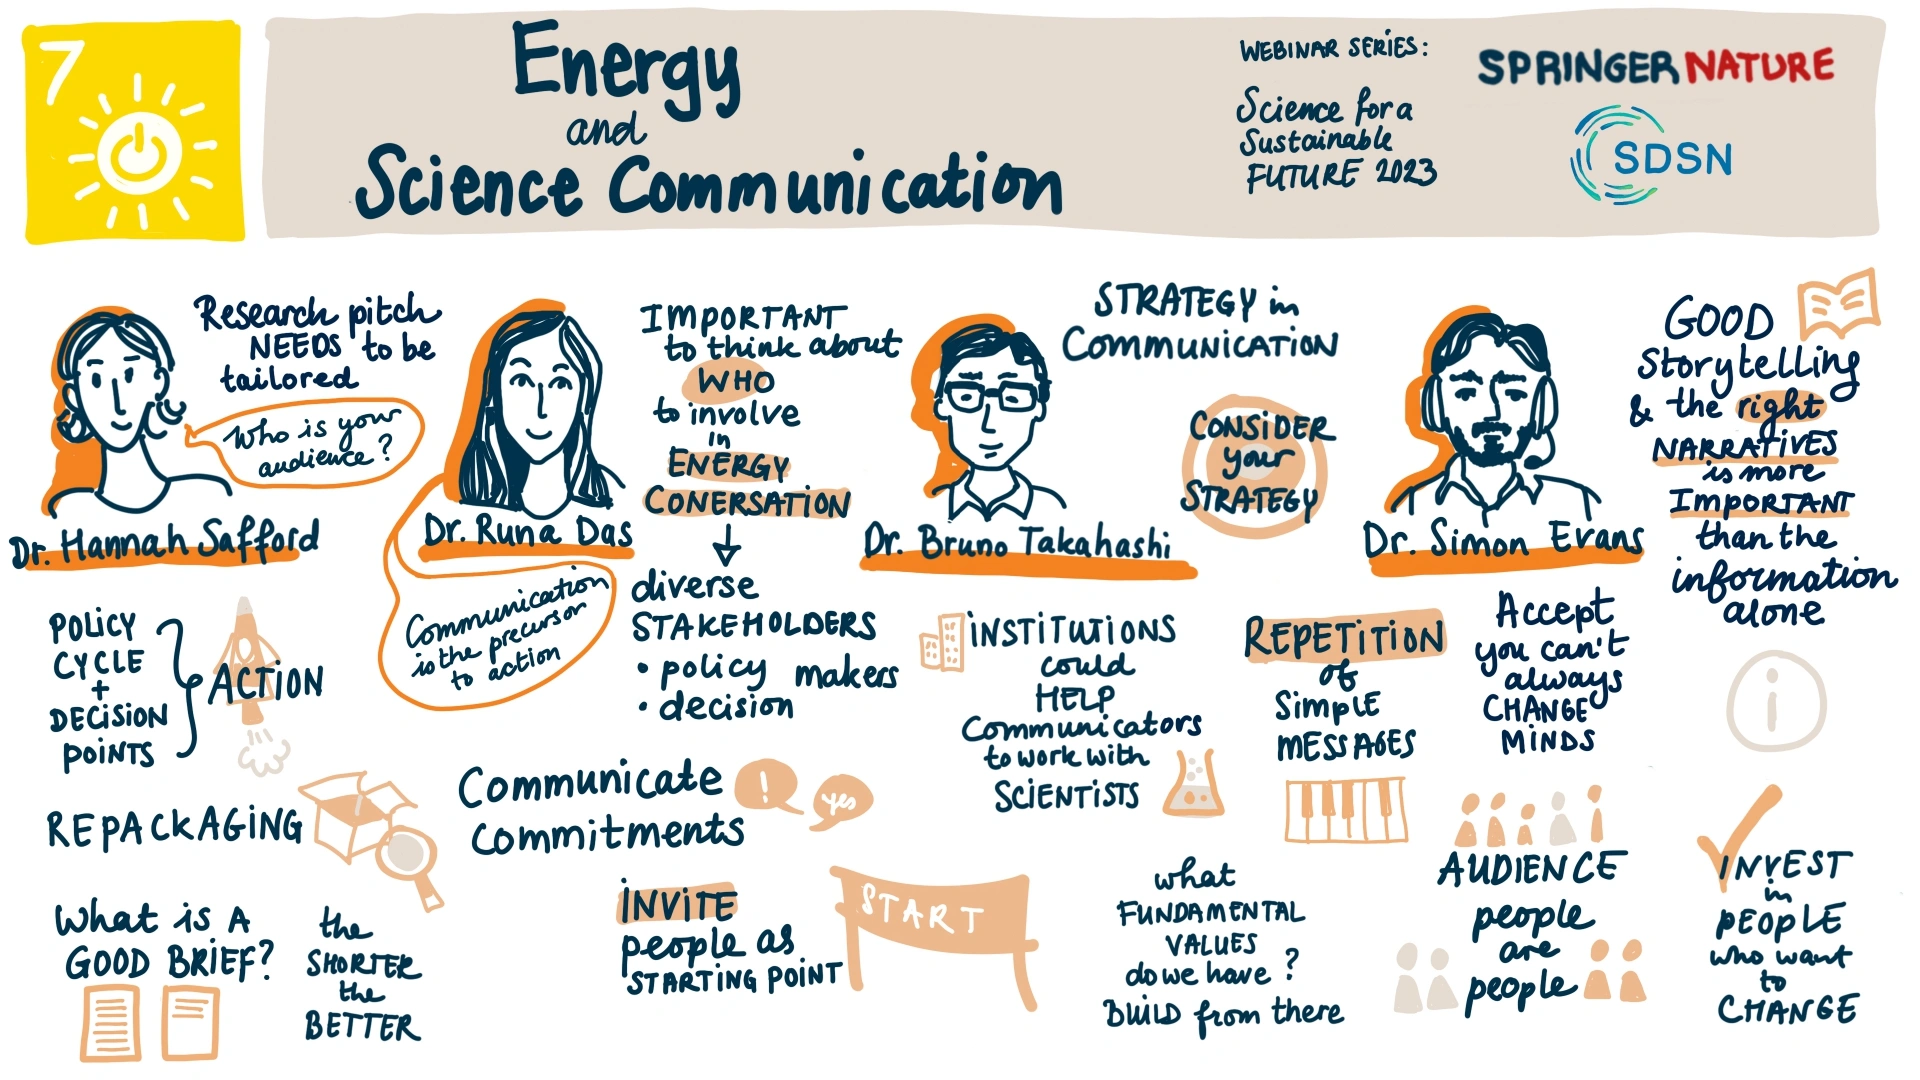 7
Energy
and
Science Communication
WEBINAR SERIES:
Science for a
Sustainable
FUTURE 2023
SPRINGER NATURE
SDSN
Research pitch
NEEDS to be
tailored
Who is your
audience?
Dr. Hannah Safford
POLICY
CYCLE
+
DECISION
POINTS
ACTION
REPACKAGING
What is A
GOOD BRIEF?
the
SHORTER
the
BETTER
Dr. Runa Das
Communication
is the precursor
to action
IMPORTANT
to think about
WHO
to involve
in
ENERGY
CONERSATION
diverse
STAKEHOLDERS
• policy makers
• decision
Communicate
commitments
!
yes
INVITE
people as
STARTING POINT
START
Dr. Bruno Takahashi
STRATEGY in
COMMUNICATION
CONSIDER
your
STRATEGY
INSTITUTIONS
could
HELP
Communicators
to work with
SCIENTISTS
REPETITION
of
SIMPLE
MESSAGES
what
FUNDAMENTAL
VALUES
do we have?
BUILD from there
Dr. Simon Evans
GOOD
Storytelling
& the right
NARRATIVES
is more
IMPORTANT
than the
information
alone
i
Accept
you can't
always
CHANGE
MINDS
AUDIENCE
people
are
people
INVEST
in
PEOPLE
who want
to
CHANGE